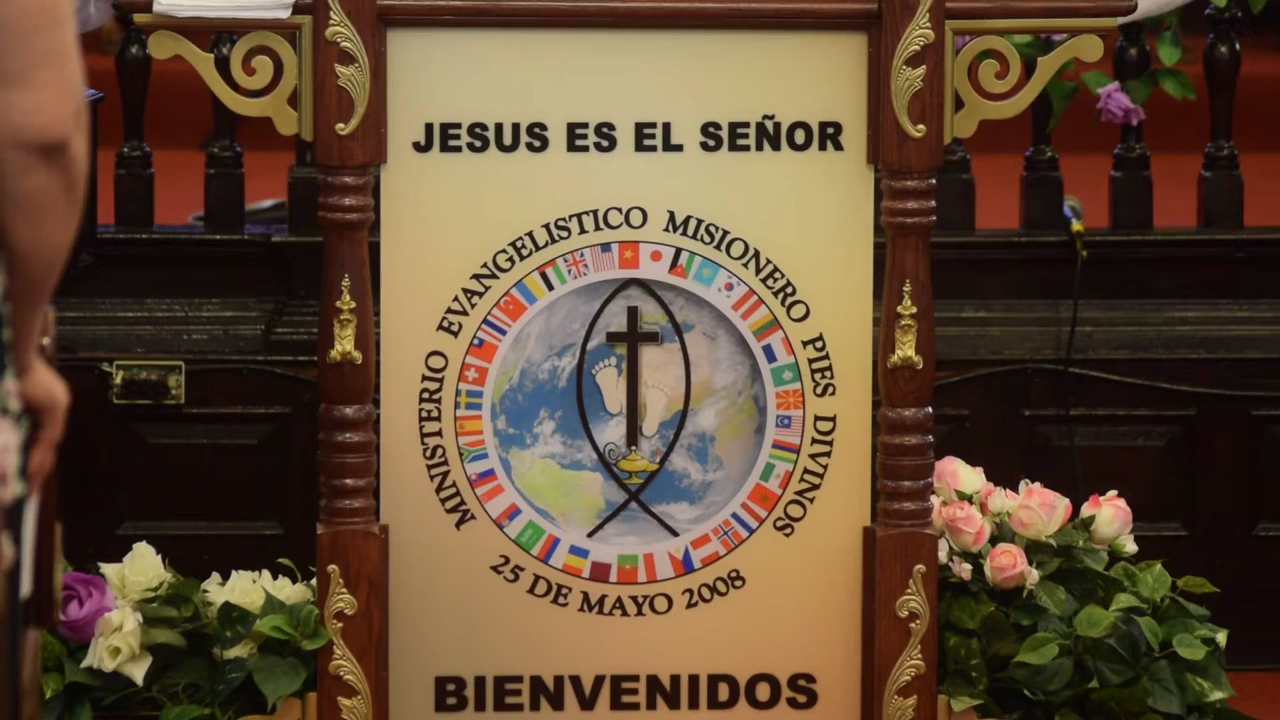 JESUS ES EL SEÑOR
MINISTERIO EVANGELISTICO MISIONERO PIES DIVINOS
25 DE MAYO 2008
BIENVENIDOS